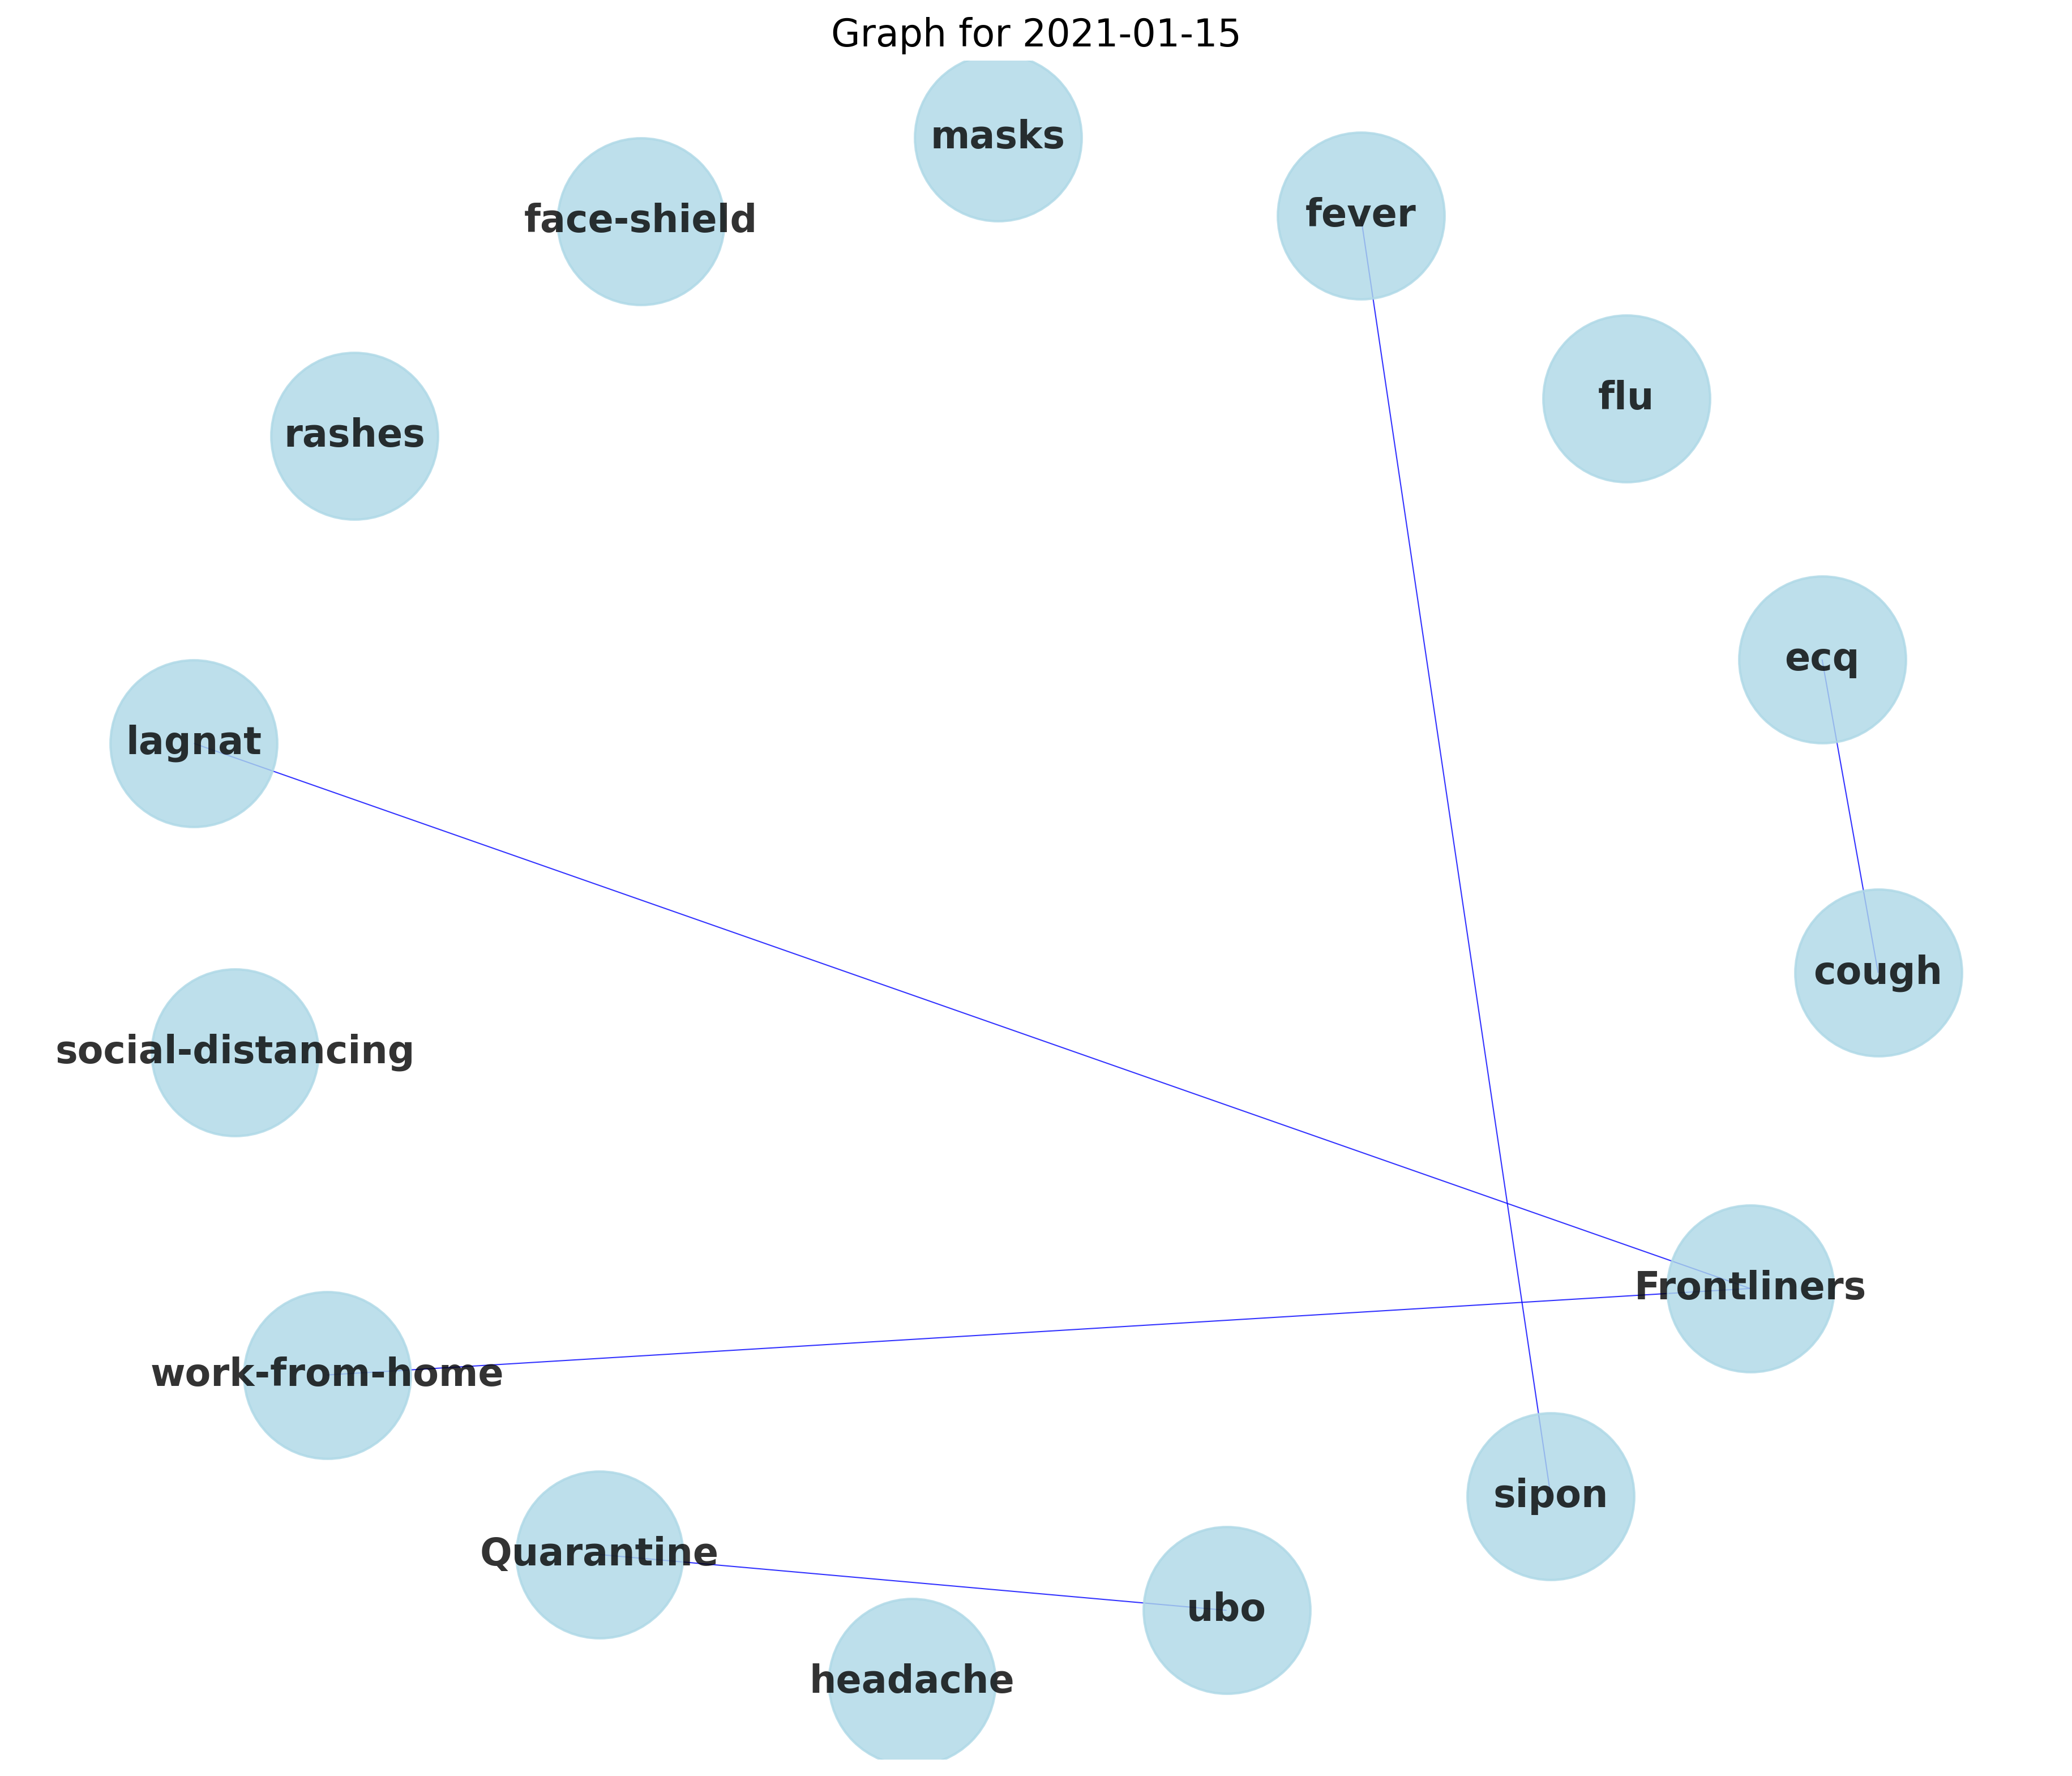 Graph for 2021-01-15
masks
fever
face-shield
flu
rashes
ecq
lagnat
cough
social-distancing
Frontliners
work-from-home
sipon
Quarantine
ubo
headache